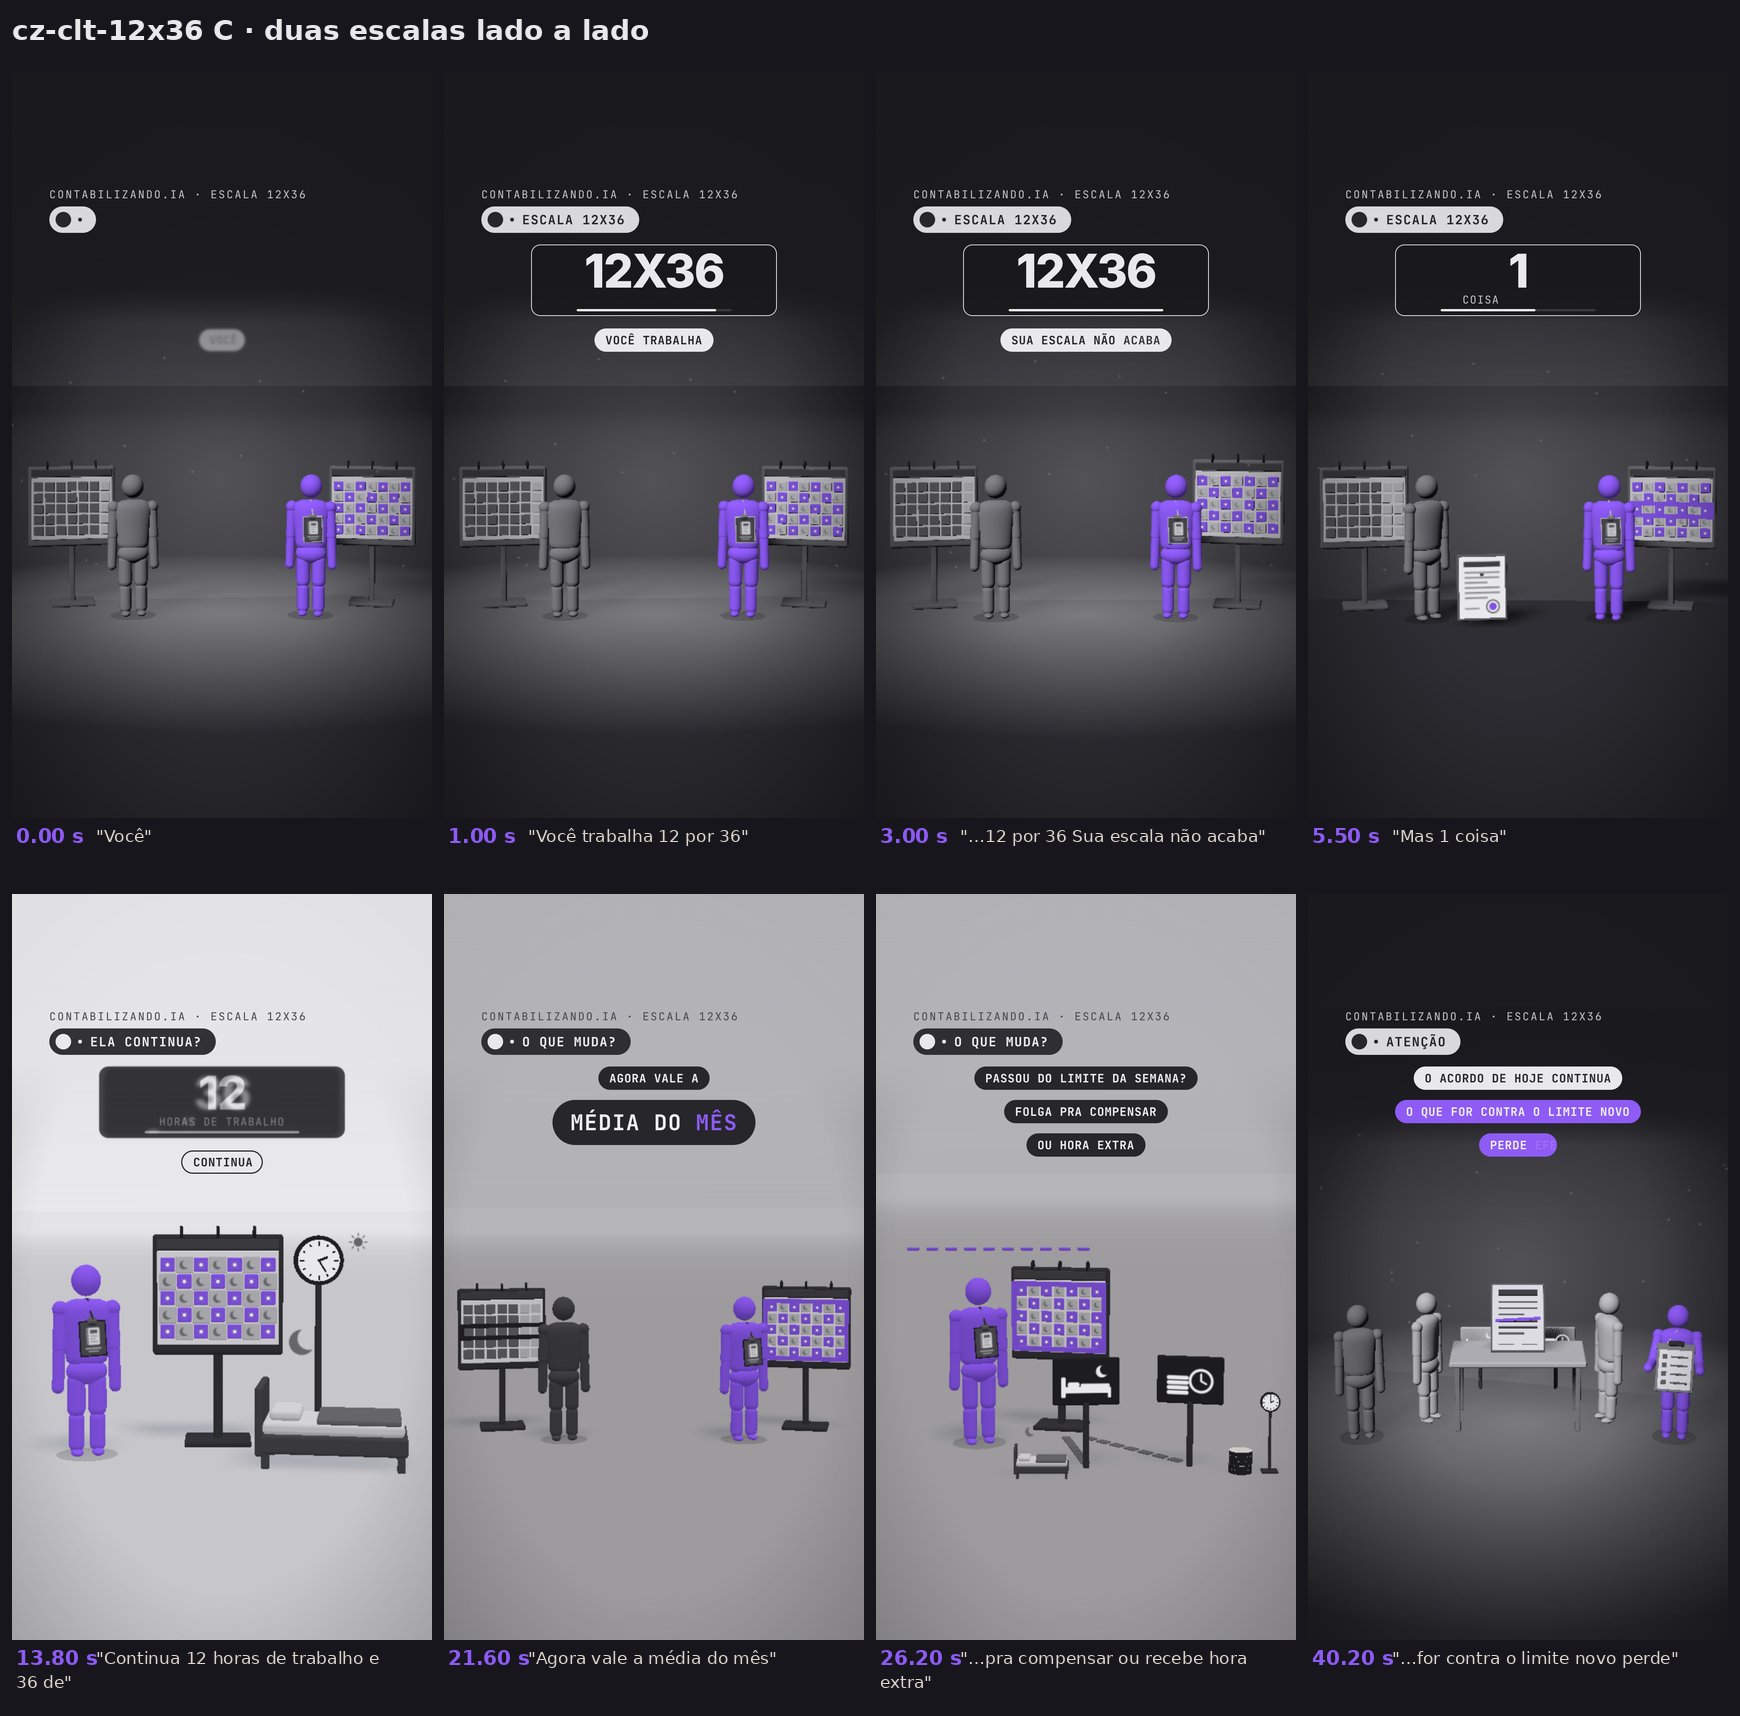 cz-clt-12x36 C · duas escalas lado a lado
CONTABILIZANDO.IA · ESCALA 12X36
VOCÊ
0.00 s "Você"
CONTABILIZANDO.IA · ESCALA 12X36
• ESCALA 12X36
12X36
VOCÊ TRABALHA
1.00 s "Você trabalha 12 por 36"
CONTABILIZANDO.IA · ESCALA 12X36
• ESCALA 12X36
12X36
SUA ESCALA NÃO ACABA
3.00 s "...12 por 36 Sua escala não acaba"
CONTABILIZANDO.IA · ESCALA 12X36
• ESCALA 12X36
1
COISA
5.50 s "Mas 1 coisa"
CONTABILIZANDO.IA · ESCALA 12X36
• ELA CONTINUA?
12
HORAS DE TRABALHO
CONTINUA
13.80 s "Continua 12 horas de trabalho e
36 de"
CONTABILIZANDO.IA · ESCALA 12X36
• O QUE MUDA?
AGORA VALE A
MÉDIA DO MÊS
21.60 s "Agora vale a média do mês"
CONTABILIZANDO.IA · ESCALA 12X36
• O QUE MUDA?
PASSOU DO LIMITE DA SEMANA?
FOLGA PRA COMPENSAR
OU HORA EXTRA
26.20 s "...pra compensar ou recebe hora
extra"
CONTABILIZANDO.IA · ESCALA 12X36
• ATENÇÃO
O ACORDO DE HOJE CONTINUA
O QUE FOR CONTRA O LIMITE NOVO
PERDE
40.20 s "...for contra o limite novo perde"